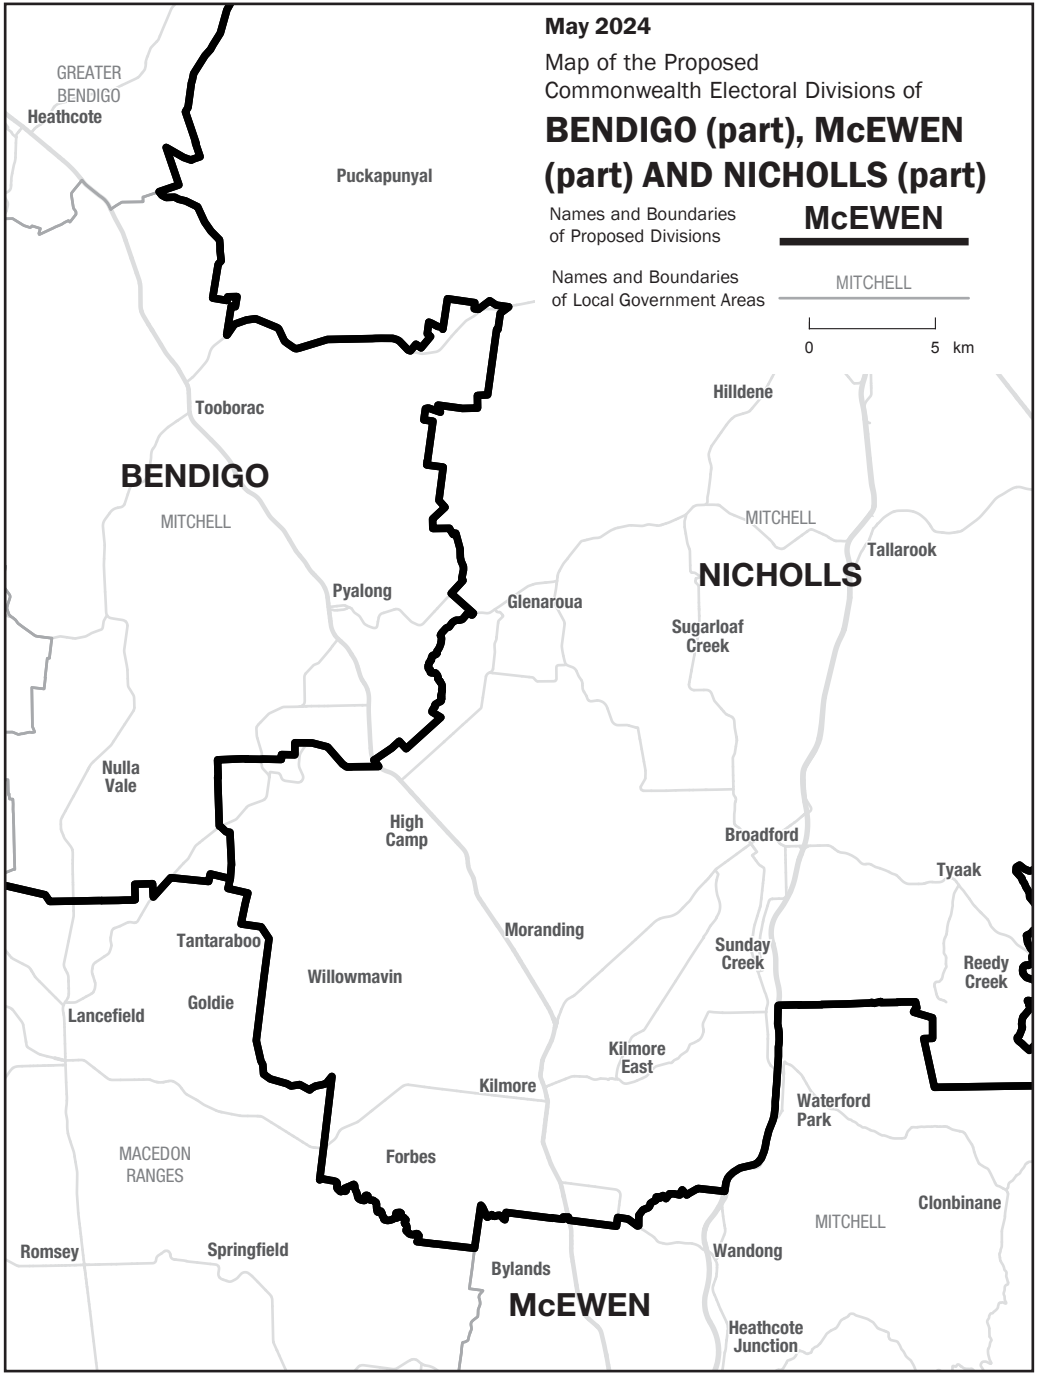 May 2024
Map of the Proposed
Commonwealth Electoral Divisions of
BENDIGO (part), McEWEN
(part) AND NICHOLLS (part)
Names and Boundaries
of Proposed Divisions
McEWEN
Names and Boundaries
of Local Government Areas
MITCHELL
0 5 km
GREATER
BENDIGO
Heathcote
Puckapunyal
Hilldene
Tooborac
BENDIGO
MITCHELL
MITCHELL
Tallarook
NICHOLLS
Pyalong
Glenaroua
Sugarloaf
Creek
Nulla
Vale
High
Camp
Broadford
Tyaak
Moranding
Tantaraboo
Sunday
Creek
Willowmavin
Reedy
Creek
Goldie
Lancefield
Kilmore
East
Kilmore
Waterford
Park
MACEDON
RANGES
Forbes
Clonbinane
MITCHELL
Romsey
Springfield
Wandong
Bylands
McEWEN
Heathcote
Junction